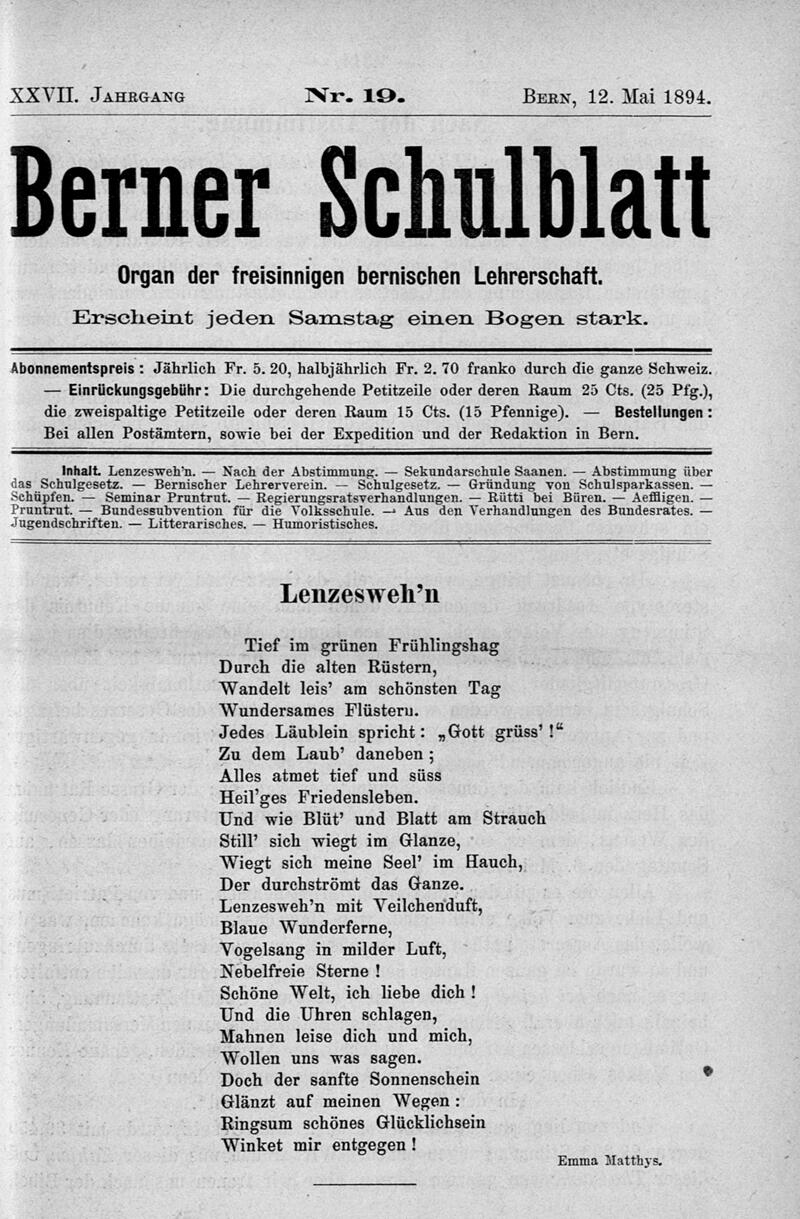 XXVII. Jahrgang Nr. 19. Bern, 12. Mai 1894.
Berner Schulblatt
Organ der freisinnigen bernischen Lehrerschaft.
Erscheint jeden Samstag einen Bogen stark.
Abonnementspreis: Jährlich Fr. 5. 20, halbjährlich Fr. 2. 70 franko durch die ganze Schweiz.
— Einrückungsgebühr: Die durchgehende Petitzeile oder deren Raum 25 Cts. (25 Pfg.),
die zweispaltige Petitzeile oder deren Raum 15 Cts. (15 Pfennige). — Bestellungen:
Bei allen Postämtern, sowie bei der Expedition und der Redaktion in Bern.
Inhalt. Lenzesweh’n. — Nach der Abstimmung. — Sekundarschule Saanen. — Abstimmung über
das Schulgesetz. — Bernischer Lehrerverein. — Schulgesetz. — Gründung von Schulsparkassen. —
Schüpfen. — Seminar Pruntrut. — Regierungsratsverhandlungen. — Rütti bei Büren. — Aeffligen. —
Pruntrut. — Bundessubvention für die Volksschule. — Aus den Verhandlungen des Bundesrates. —
Jugendschriften. — Litterarisches. — Humoristisches.
Lenzesweh’n
Tief im grünen Frühlingshag
Durch die alten Rüstern,
Wandelt leis’ am schönsten Tag
Wundersames Flüstern.
Jedes Läublein spricht: „Gott grüss’!“
Zu dem Laub’ daneben;
Alles atmet tief und süss
Heil’ges Friedensleben.
Und wie Blüt’ und Blatt am Strauch
Still’ sich wiegt im Glanze,
Wiegt sich meine Seel’ im Hauch,
Der durchströmt das Ganze.
Lenzesweh’n mit Veilchenduft,
Blaue Wunderferne,
Vogelsang in milder Luft,
Nebelfreie Sterne!
Schöne Welt, ich liebe dich!
Und die Uhren schlagen,
Mahnen leise dich und mich,
Wollen uns was sagen.
Doch der sanfte Sonnenschein
Glänzt auf meinen Wegen:
Ringsum schönes Glücklichsein
Winket mir entgegen!
Emma Matthys.